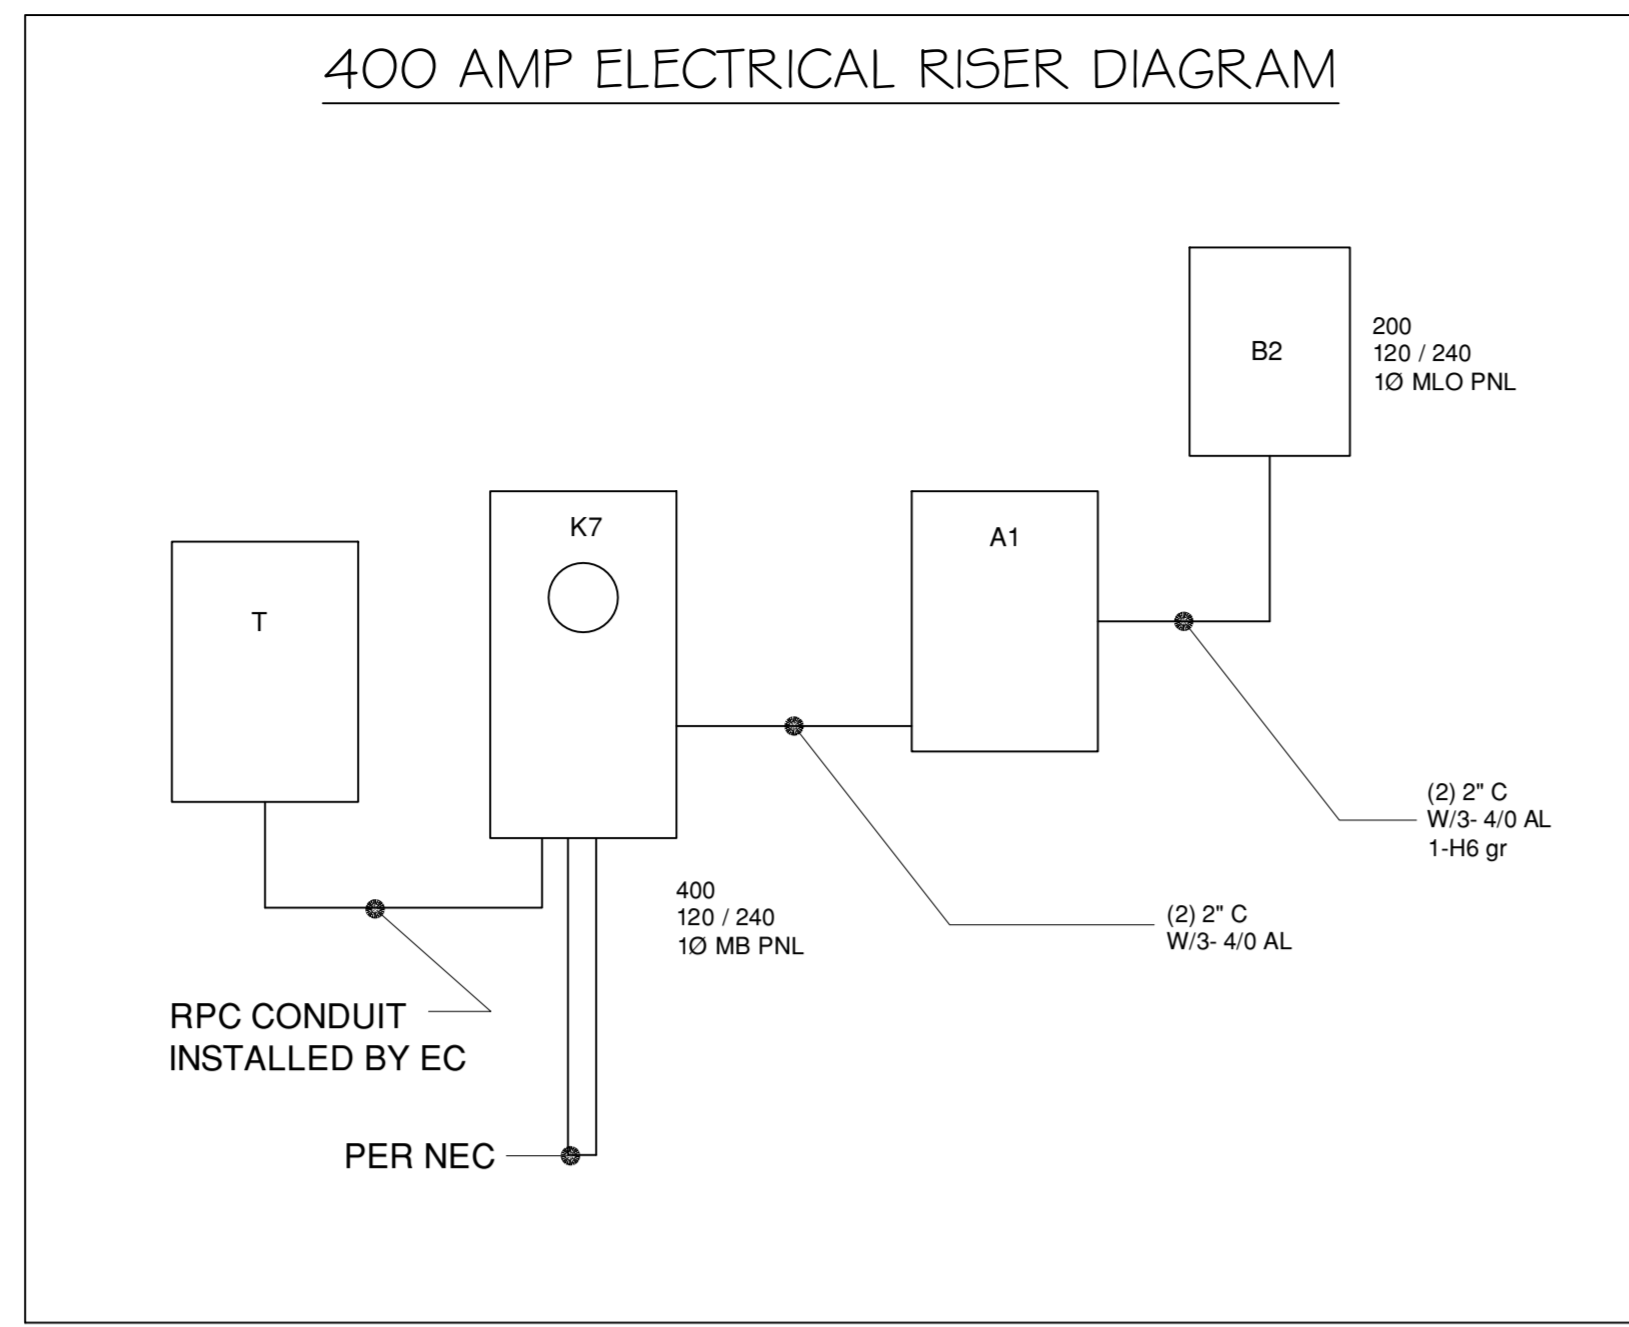 400 AMP ELECTRICAL RISER DIAGRAM
B2
200
120 / 240
1Ø MLO PNL
K7
A1
T
(2) 2" C
W/3- 4/0 AL
1-H6 gr
400
120 / 240
1Ø MB PNL
(2) 2" C
W/3- 4/0 AL
RPC CONDUIT
INSTALLED BY EC
PER NEC